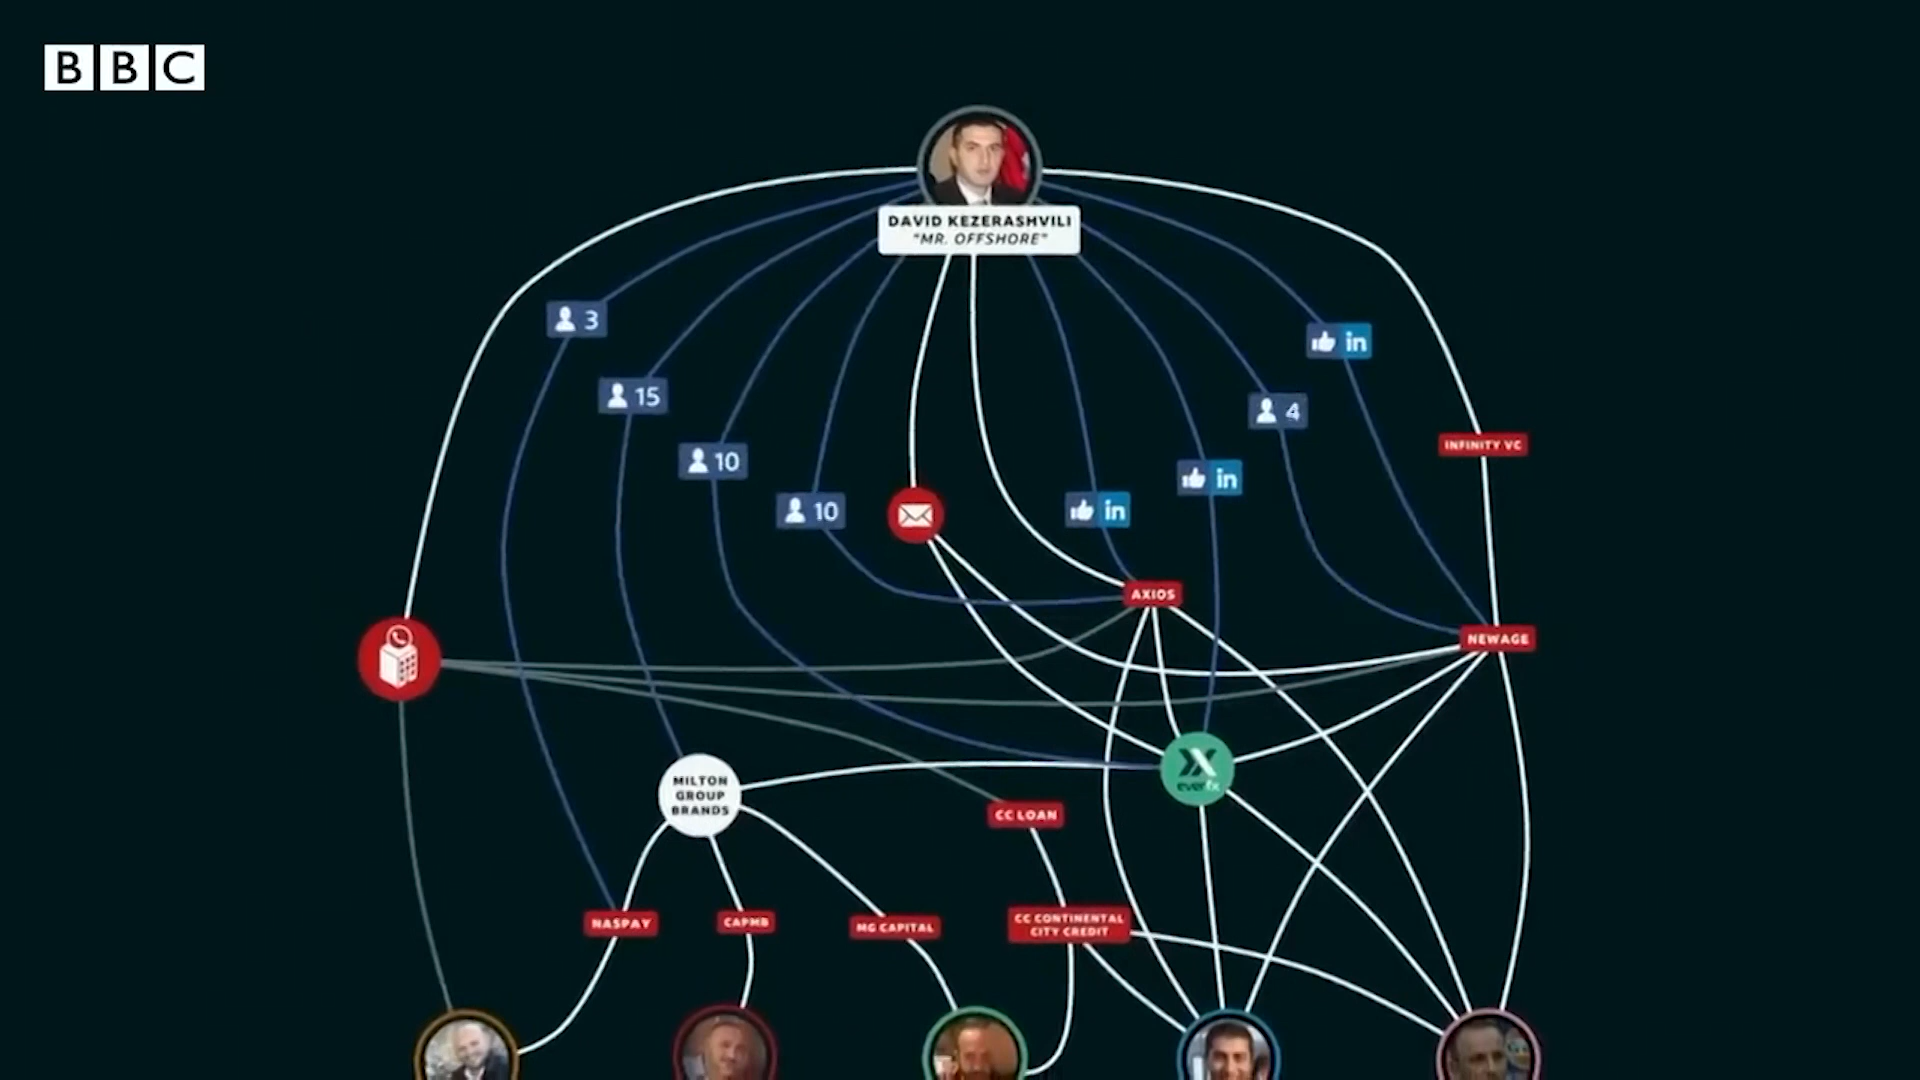 BBC
DAVID KEZERASHVILI
"MR. OFFSHORE"
3
in
15
4
INFINITY VC
10
in
10
in
AXIOS
NEWAGE
everfx
MILTON
GROUP
BRANDS
CC LOAN
NASPAY
CAPMB
MG CAPITAL
CC CONTINENTAL
CITY CREDIT